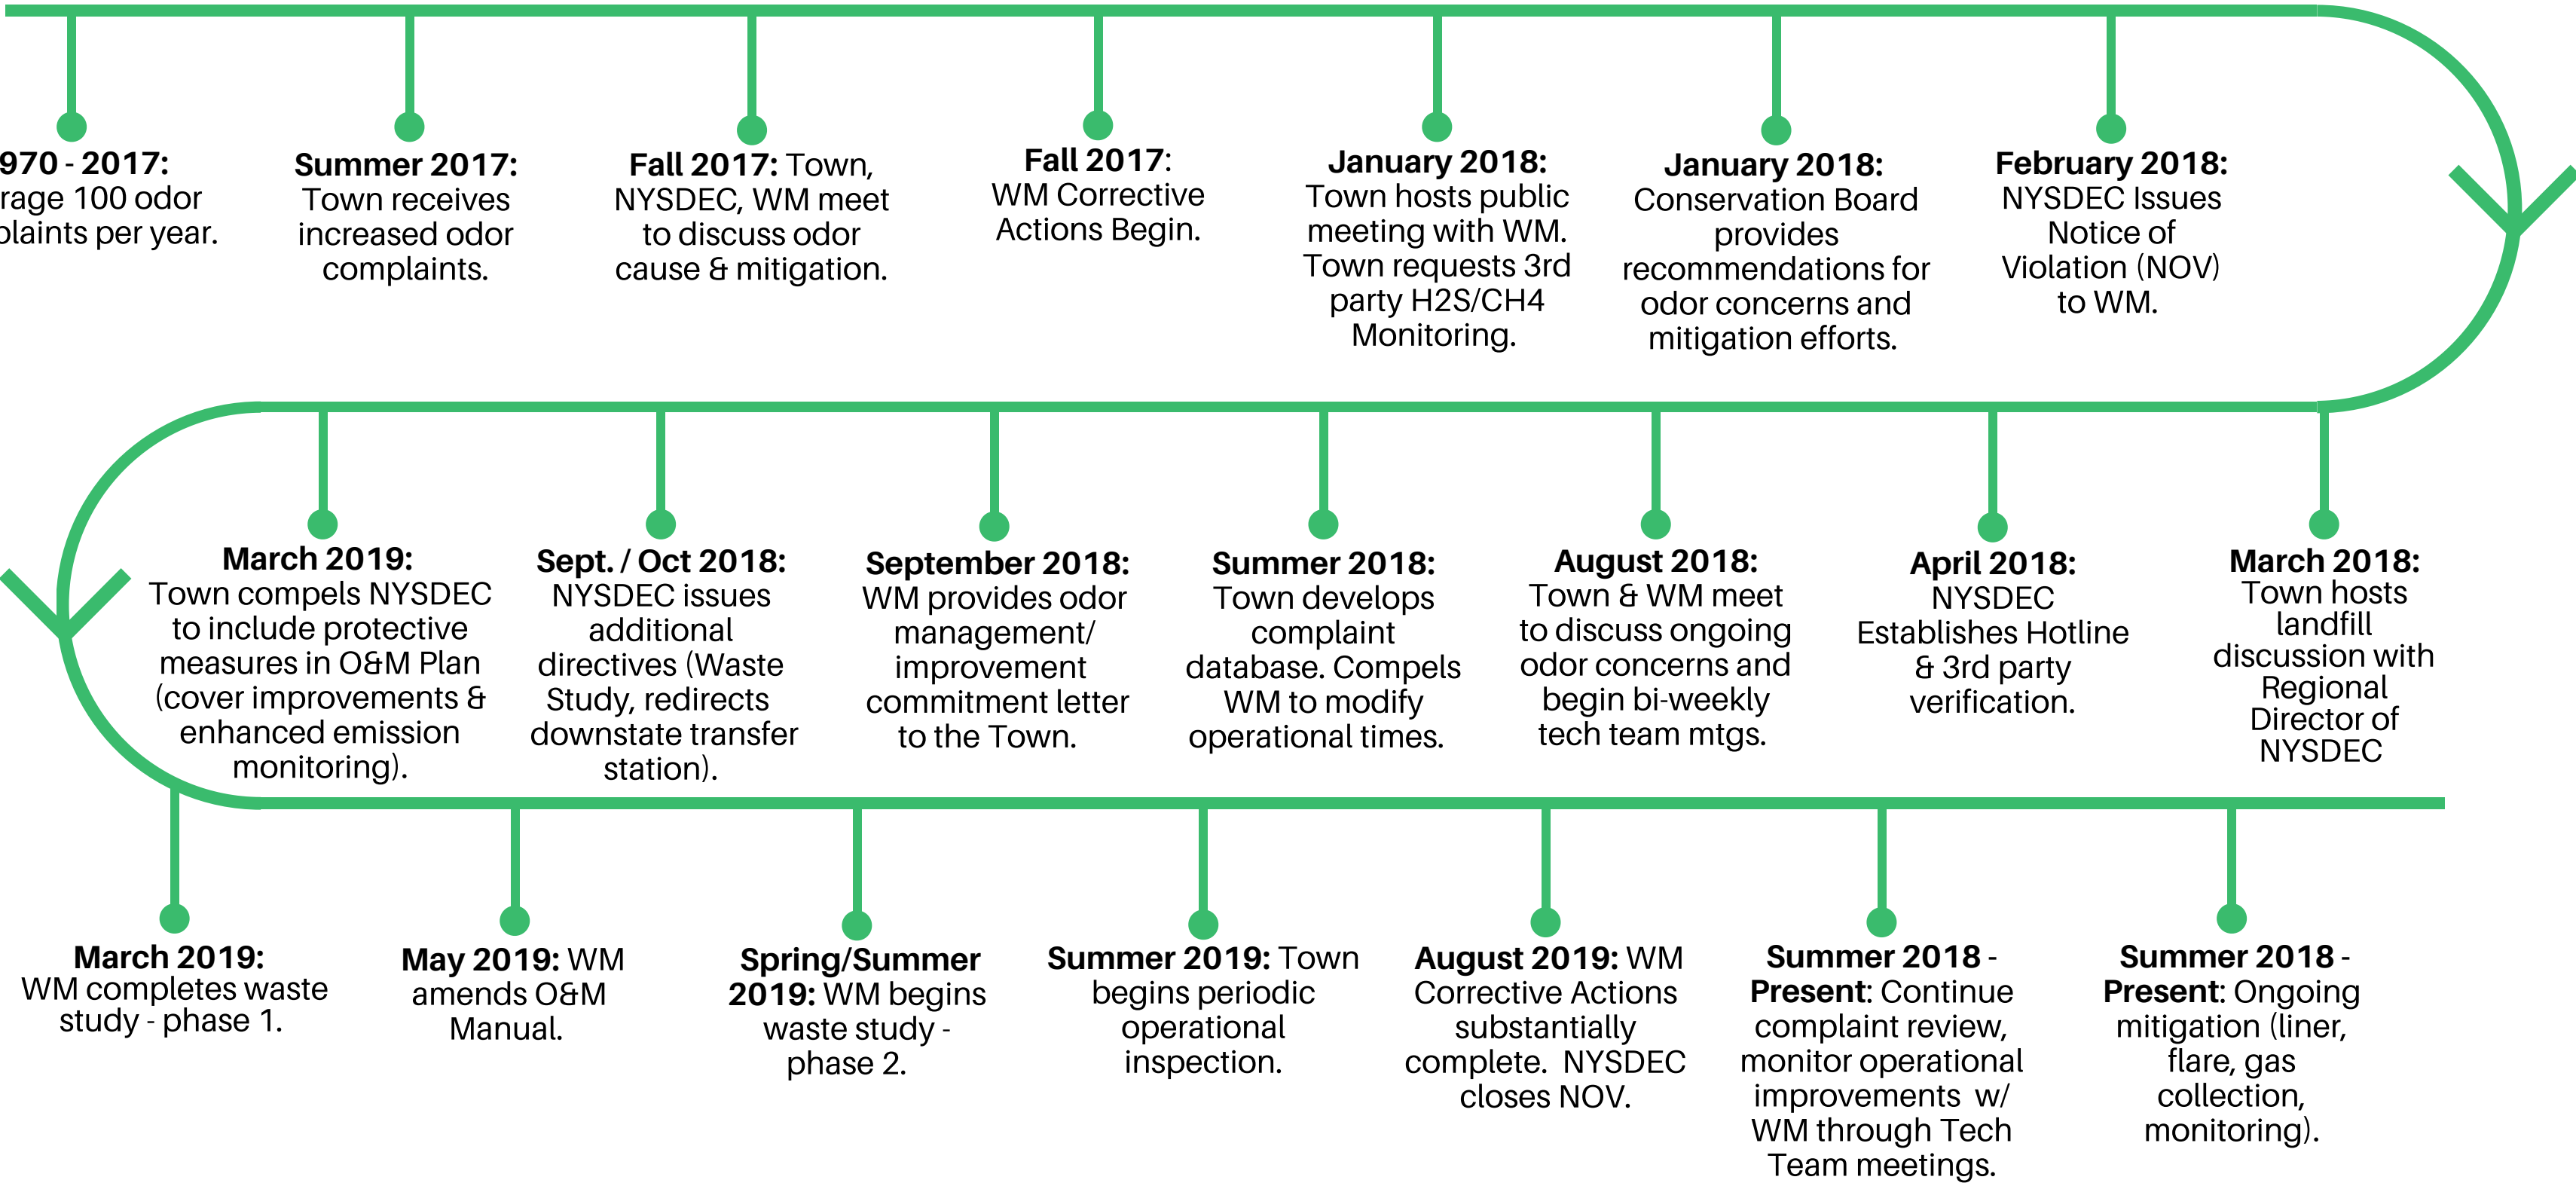 970 - 2017:
rage 100 odor
plaints per year.
Summer 2017:
Town receives
increased odor
complaints.
Fall 2017: Town,
NYSDEC, WM meet
to discuss odor
cause & mitigation.
Fall 2017:
WM Corrective
Actions Begin.
January 2018:
Town hosts public
meeting with WM.
Town requests 3rd
party H2S/CH4
Monitoring.
January 2018:
Conservation Board
provides
recommendations for
odor concerns and
mitigation efforts.
February 2018:
NYSDEC Issues
Notice of
Violation (NOV)
to WM.
March 2019:
Town compels NYSDEC
to include protective
measures in O&M Plan
(cover improvements &
enhanced emission
monitoring).
Sept. / Oct 2018:
NYSDEC issues
additional
directives (Waste
Study, redirects
downstate transfer
station).
September 2018:
WM provides odor
management/
improvement
commitment letter
to the Town.
Summer 2018:
Town develops
complaint
database. Compels
WM to modify
operational times.
August 2018:
Town & WM meet
to discuss ongoing
odor concerns and
begin bi-weekly
tech team mtgs.
April 2018:
NYSDEC
Establishes Hotline
& 3rd party
verification.
March 2018:
Town hosts
landfill
discussion with
Regional
Director of
NYSDEC
March 2019:
WM completes waste
study - phase 1.
May 2019: WM
amends O&M
Manual.
Spring/Summer
2019: WM begins
waste study -
phase 2.
Summer 2019: Town
begins periodic
operational
inspection.
August 2019: WM
Corrective Actions
substantially
complete. NYSDEC
closes NOV.
Summer 2018 -
Present: Continue
complaint review,
monitor operational
improvements w/
WM through Tech
Team meetings.
Summer 2018 -
Present: Ongoing
mitigation (liner,
flare, gas
collection,
monitoring).